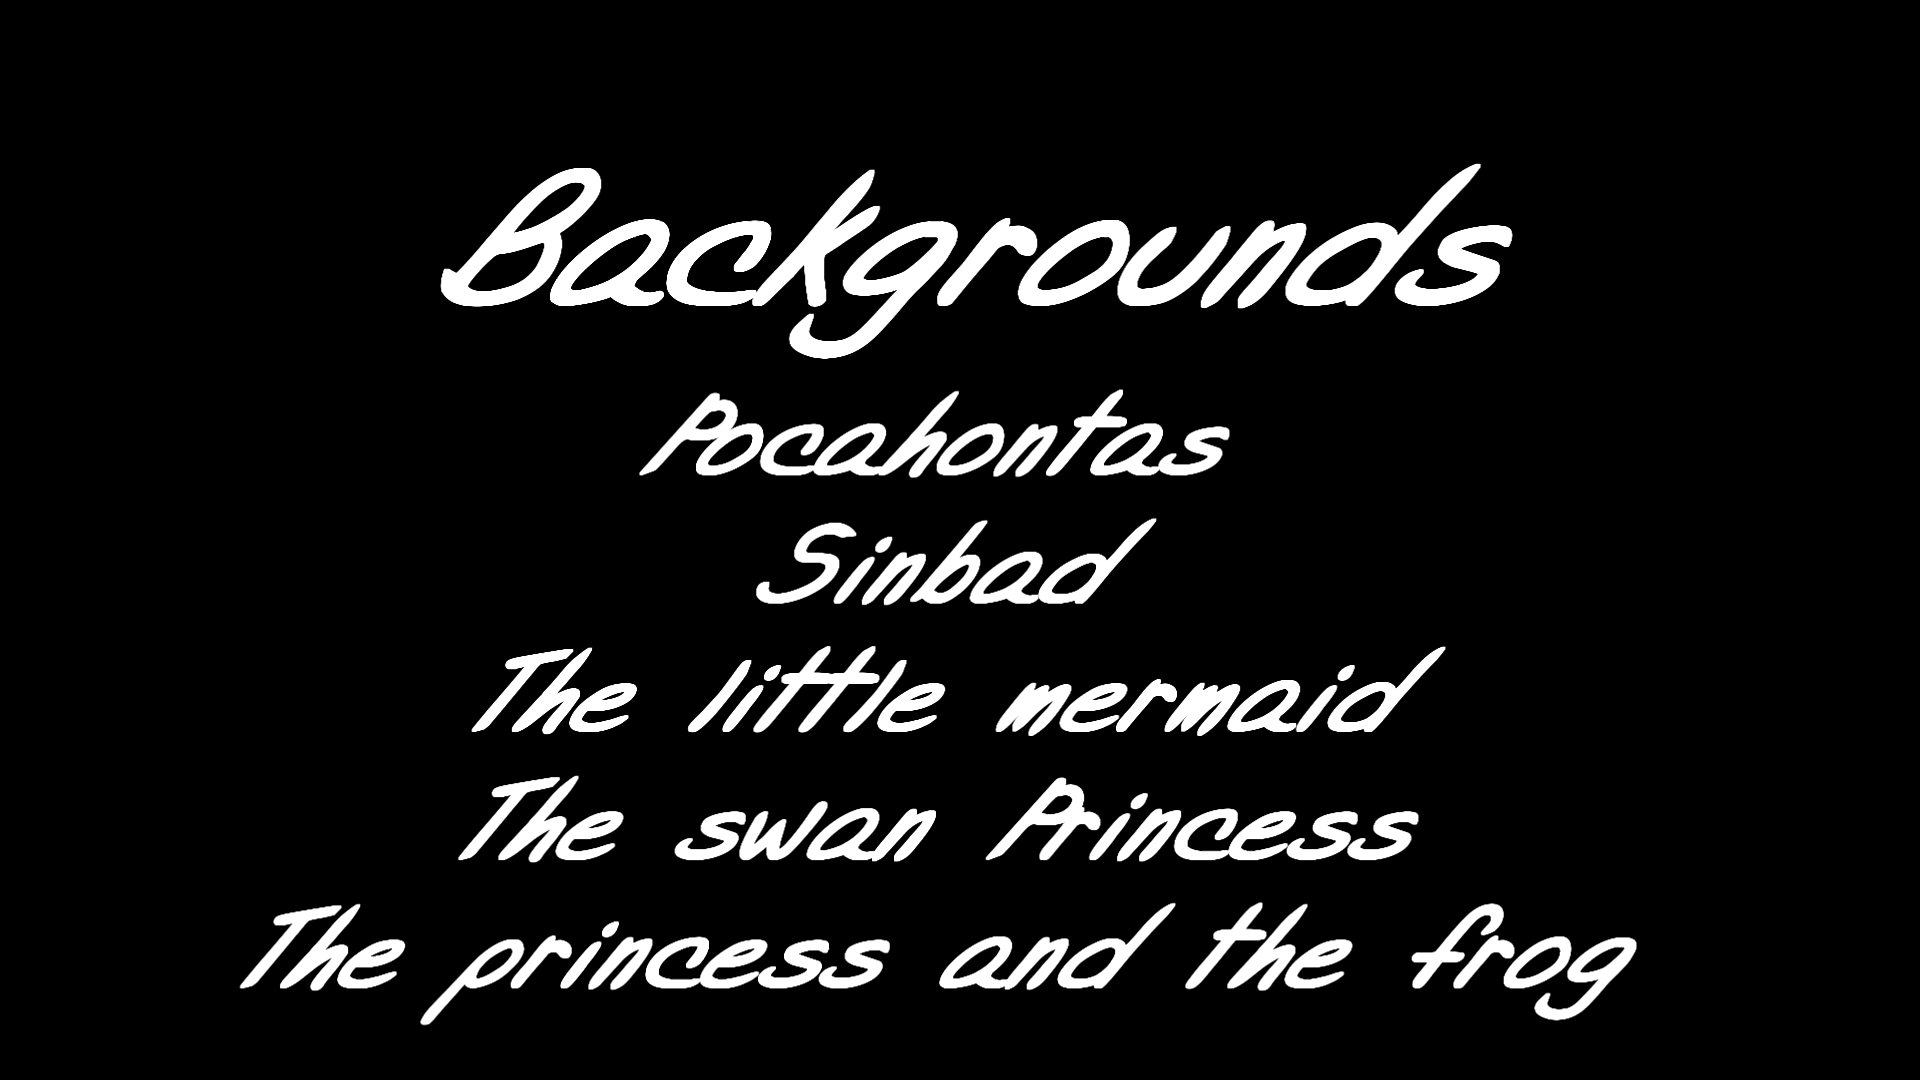 Backgrounds
Pocahontas
Sinbad
The little mermaid
The swan Princess
The princess and the frog